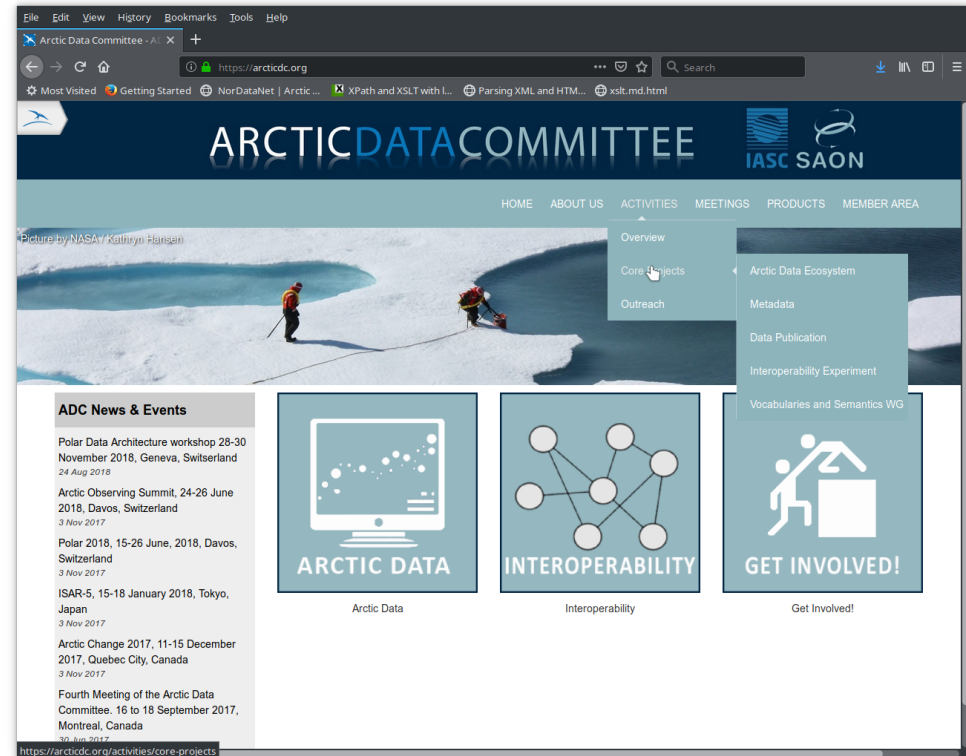 File Edit View History Bookmarks Tools Help
Arctic Data Committee - AD
https://arcticdc.org
Search
Most Visited Getting Started NorDataNet | Arctic ... XPath and XSLT with l... Parsing XML and HTM... xslt.md.html
ARCTICDATACOMMITTEE
IASC SAON
HOME ABOUT US ACTIVITIES MEETINGS PRODUCTS MEMBER AREA
Picture by NASA / Kathryn Hansen
Overview
Core Projects
Outreach
Arctic Data Ecosystem
Metadata
Data Publication
Interoperability Experiment
Vocabularies and Semantics WG
ADC News & Events
Polar Data Architecture workshop 28-30
November 2018, Geneva, Switserland
24 Aug 2018
Arctic Observing Summit, 24-26 June
2018, Davos, Switzerland
3 Nov 2017
Polar 2018, 15-26 June, 2018, Davos,
Switzerland
3 Nov 2017
ISAR-5, 15-18 January 2018, Tokyo,
Japan
3 Nov 2017
Arctic Change 2017, 11-15 December
2017, Quebec City, Canada
3 Nov 2017
Fourth Meeting of the Arctic Data
Committee. 16 to 18 September 2017,
Montreal, Canada
30 Jun 2017
ARCTIC DATA
Arctic Data
INTEROPERABILITY
Interoperability
GET INVOLVED!
Get Involved!
https://arcticdc.org/activities/core-projects